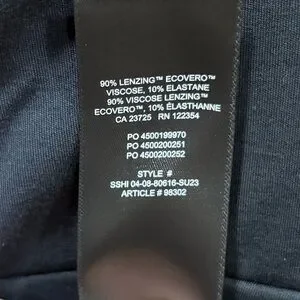 90% LENZING™ ECOVERO™
VISCOSE, 10% ELASTANE
90% VISCOSE LENZING™
ECOVERO™, 10% ÉLASTHANNE
CA 23725 RN 122354
PO 4500199970
PO 4500200251
PO 4500200252
STYLE #
SSHI 04-08-80616-SU23
ARTICLE # 98302